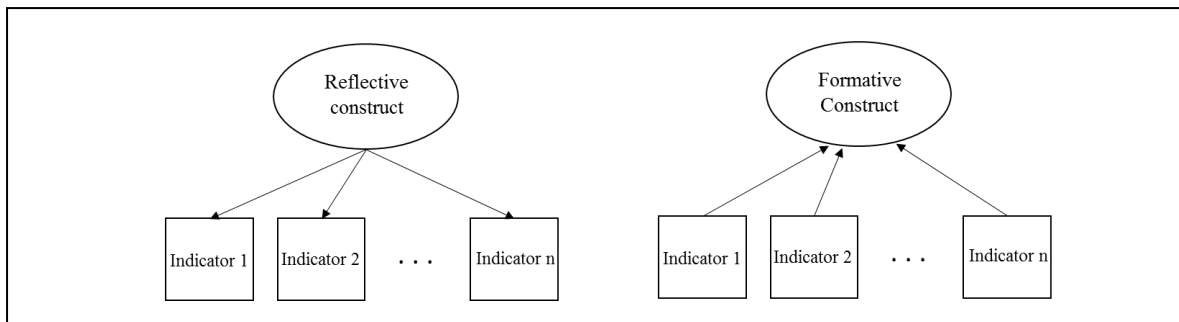 Reflective
construct
Indicator 1
Indicator 2
. . .
Indicator n
Formative
Construct
Indicator 1
Indicator 2
. . .
Indicator n